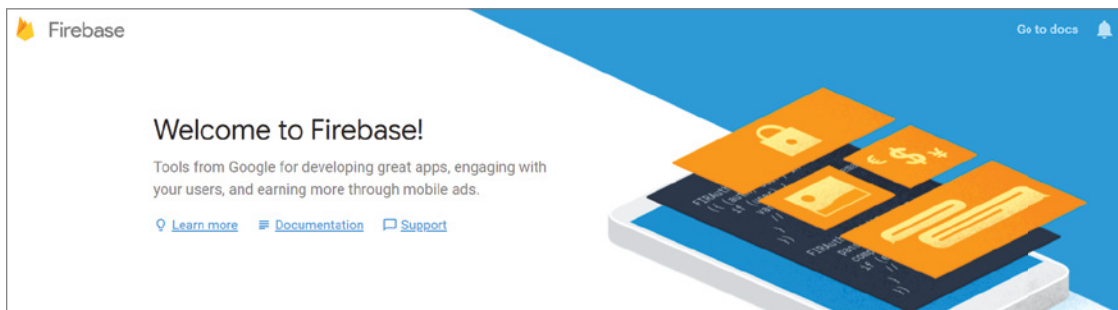 Firebase
Go to docs
Welcome to Firebase!
Tools from Google for developing great apps, engaging with
your users, and earning more through mobile ads.
Learn more Documentation Support